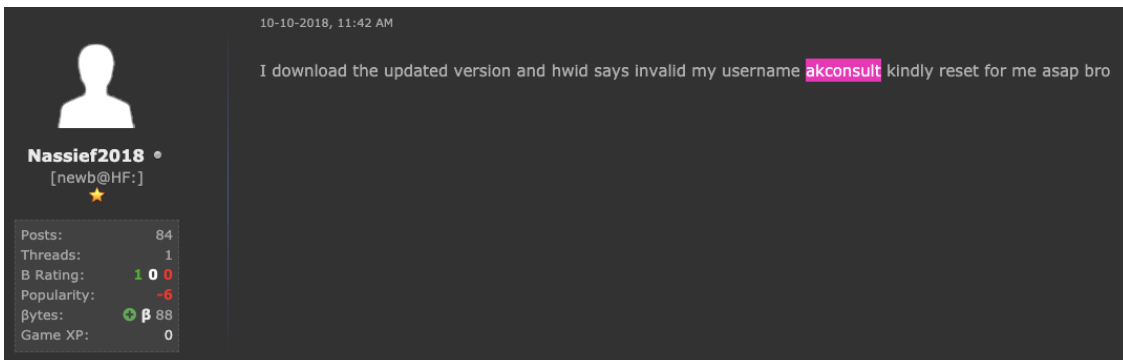 10-10-2018, 11:42 AM
I download the updated version and hwid says invalid my username akconsult kindly reset for me asap bro
Nassief2018
[newb@HF:]
Posts: 84
Threads: 1
B Rating: 1 0 0
Popularity: -6
βytes: β 88
Game XP: 0